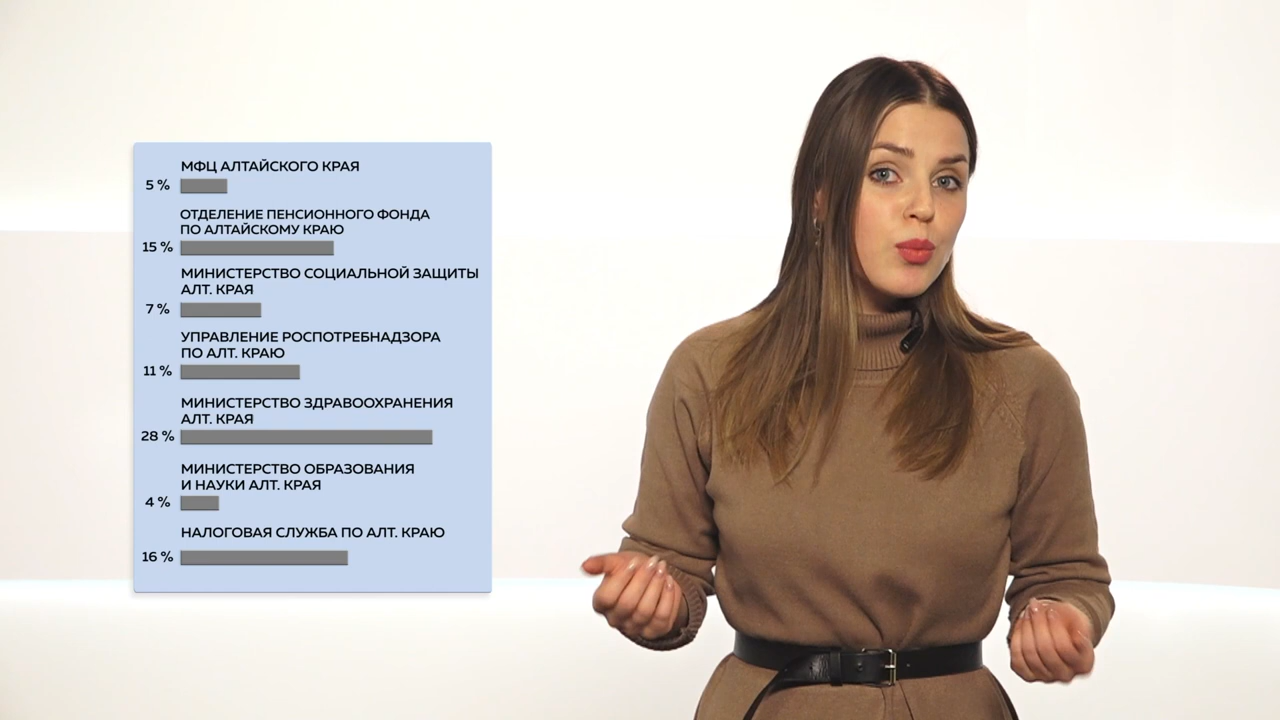 МФЦ АЛТАЙСКОГО КРАЯ
5 %
ОТДЕЛЕНИЕ ПЕНСИОННОГО ФОНДА
ПО АЛТАЙСКОМУ КРАЮ
15 %
МИНИСТЕРСТВО СОЦИАЛЬНОЙ ЗАЩИТЫ
АЛТ. КРАЯ
7 %
УПРАВЛЕНИЕ РОСПОТРЕБНАДЗОРА
ПО АЛТ. КРАЮ
11 %
МИНИСТЕРСТВО ЗДРАВООХРАНЕНИЯ
АЛТ. КРАЯ
28 %
МИНИСТЕРСТВО ОБРАЗОВАНИЯ
И НАУКИ АЛТ. КРАЯ
4 %
НАЛОГОВАЯ СЛУЖБА ПО АЛТ. КРАЮ
16 %